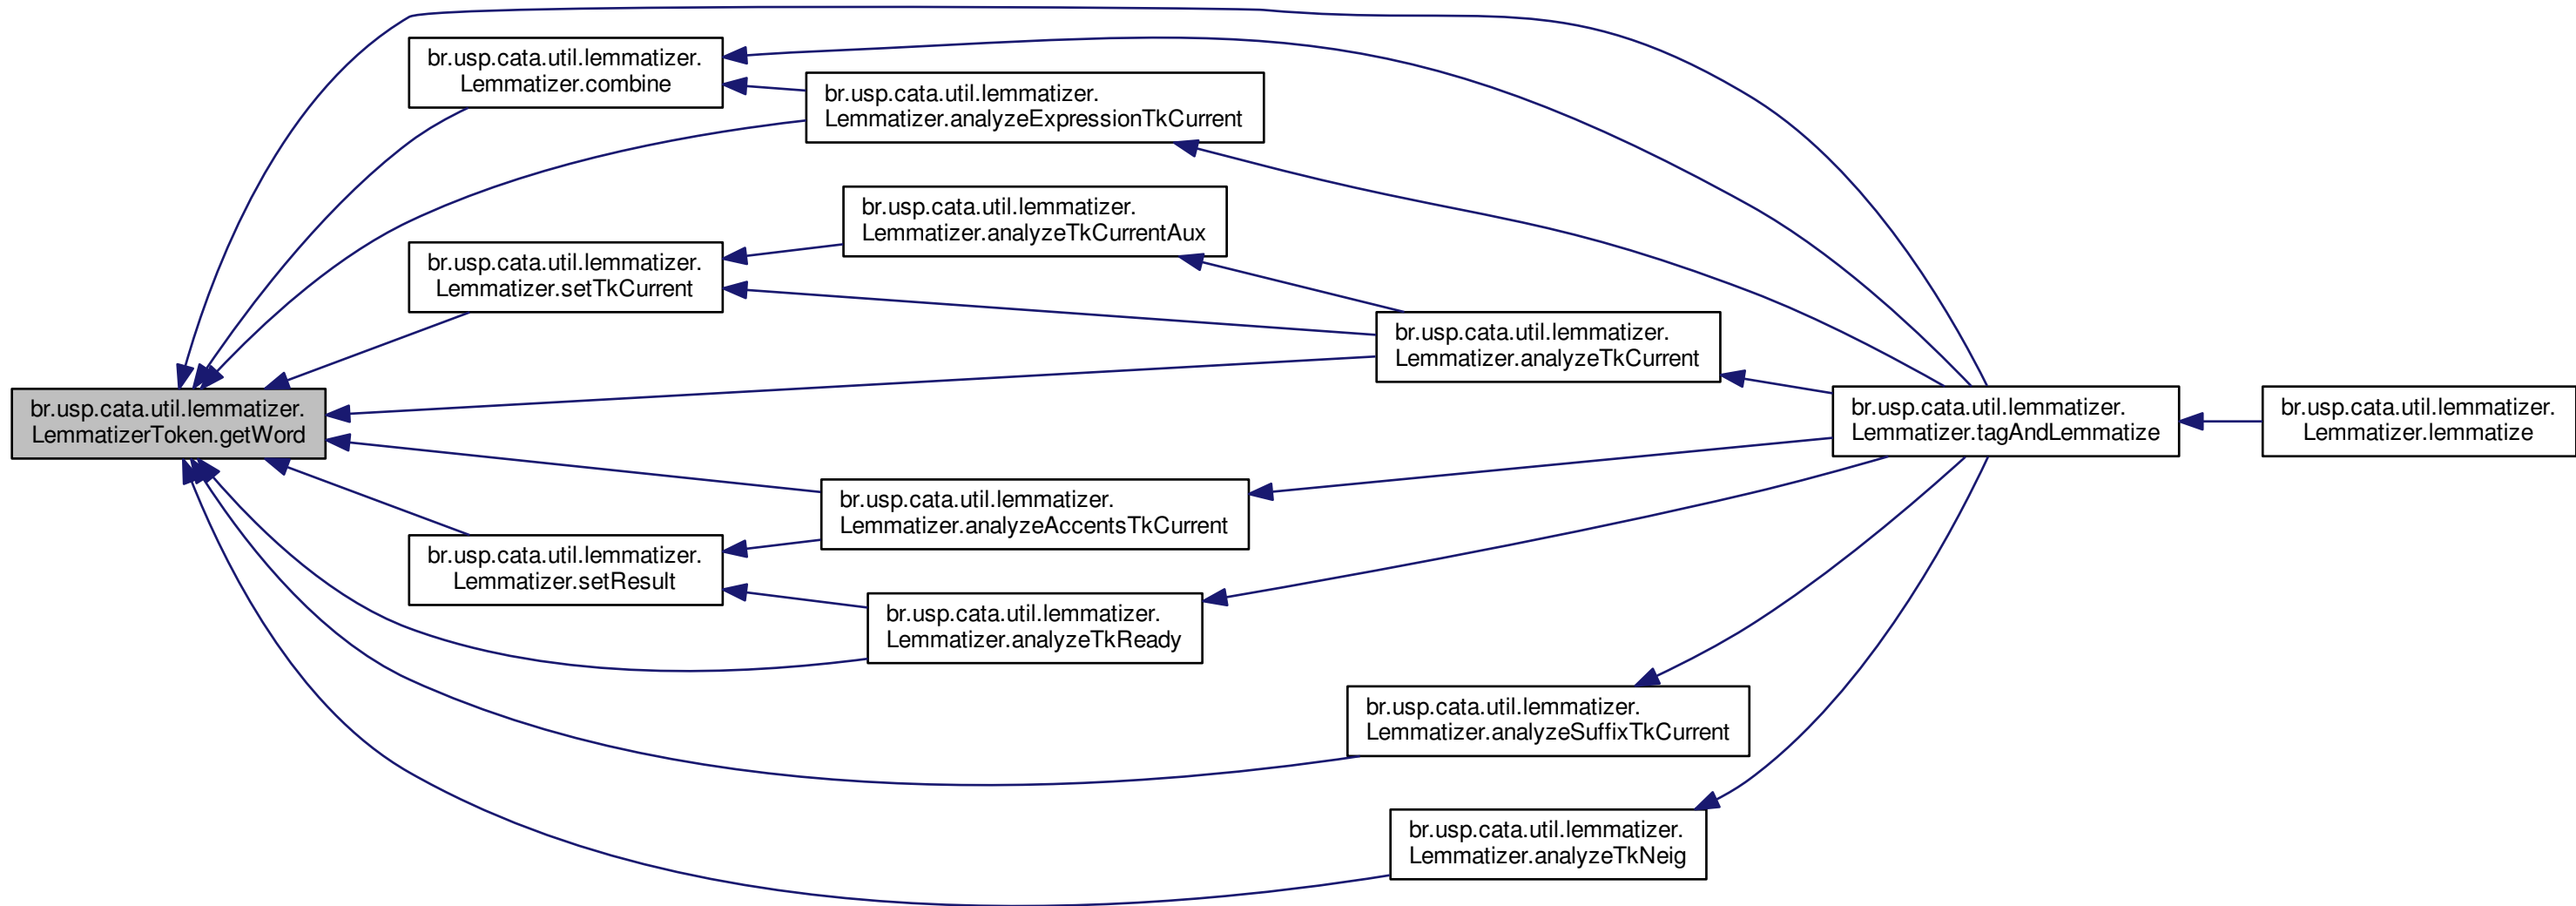 br.usp.cata.util.lemmatizer.
Lemmatizer.combine
br.usp.cata.util.lemmatizer.
Lemmatizer.analyzeExpressionTkCurrent
br.usp.cata.util.lemmatizer.
Lemmatizer.analyzeTkCurrentAux
br.usp.cata.util.lemmatizer.
Lemmatizer.setTkCurrent
br.usp.cata.util.lemmatizer.
Lemmatizer.analyzeTkCurrent
br.usp.cata.util.lemmatizer.
LemmatizerToken.getWord
br.usp.cata.util.lemmatizer.
Lemmatizer.tagAndLemmatize
br.usp.cata.util.lemmatizer.
Lemmatizer.lemmatize
br.usp.cata.util.lemmatizer.
Lemmatizer.analyzeAccentsTkCurrent
br.usp.cata.util.lemmatizer.
Lemmatizer.setResult
br.usp.cata.util.lemmatizer.
Lemmatizer.analyzeTkReady
br.usp.cata.util.lemmatizer.
Lemmatizer.analyzeSuffixTkCurrent
br.usp.cata.util.lemmatizer.
Lemmatizer.analyzeTkNeig